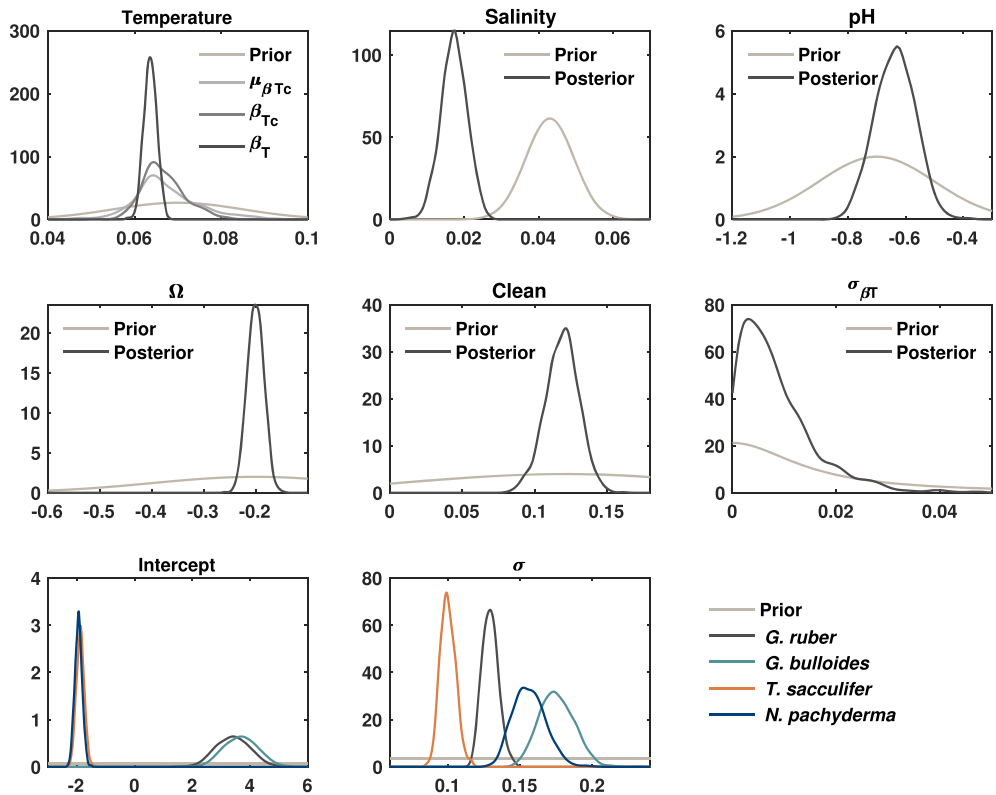 Temperature
300
200
100
0
0.04 0.06 0.08 0.1
Prior
μβTc
βTc
βT
Salinity
100
50
0
0 0.02 0.04 0.06
Prior
Posterior
pH
6
4
2
0
-1.2 -1 -0.8 -0.6 -0.4
Prior
Posterior
Ω
20
15
10
5
0
-0.6 -0.5 -0.4 -0.3 -0.2
Prior
Posterior
Clean
40
30
20
10
0
0 0.05 0.1 0.15
Prior
Posterior
σβT
80
60
40
20
0
0 0.02 0.04
Prior
Posterior
Intercept
4
3
2
1
0
-2 0 2 4 6
σ
80
60
40
20
0
0.1 0.15 0.2
Prior
G. ruber
G. bulloides
T. sacculifer
N. pachyderma